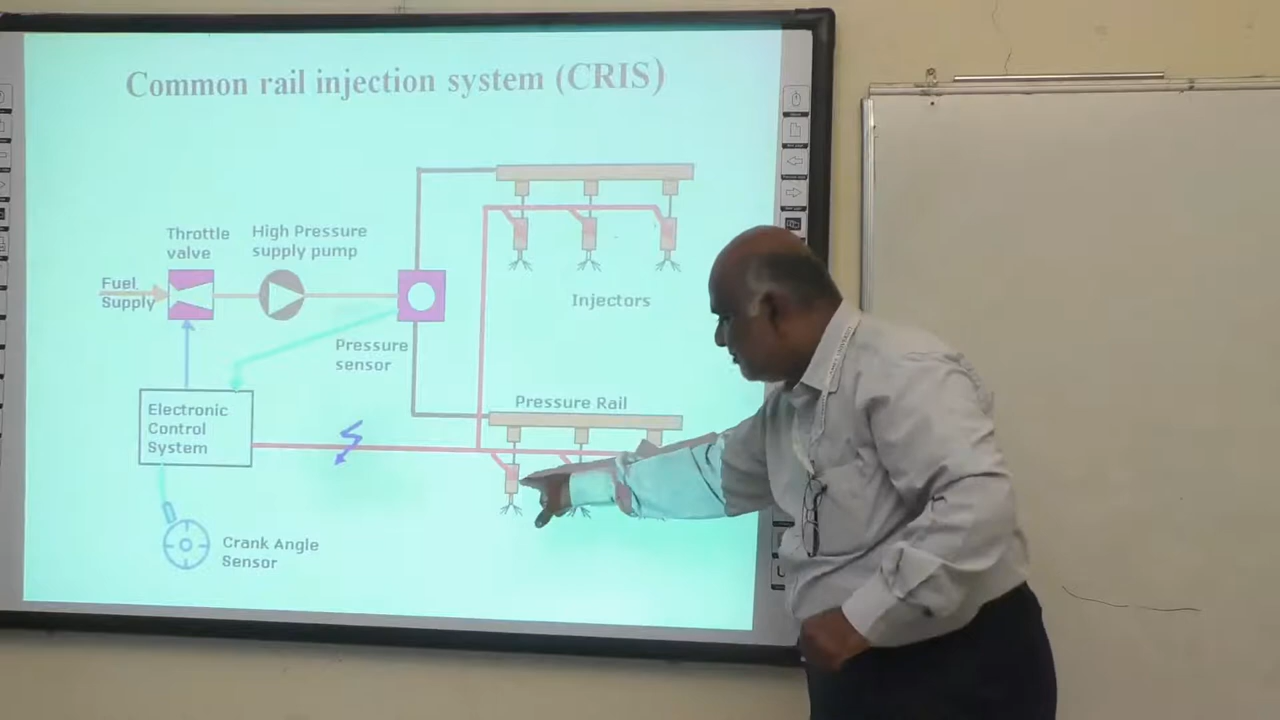 Common rail injection system (CRIS)
Throttle
valve
High Pressure
supply pump
Fuel
Supply
Injectors
Pressure
sensor
Pressure Rail
Electronic
Control
System
Crank Angle
Sensor